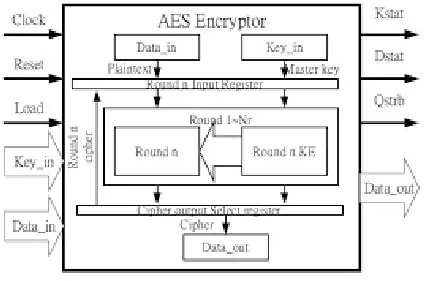 AES Encryptor
Clock
Reset
Load
Key_in
Data_in
Kstat
Dstat
Qstrb
Data_out
Data_in
Key_in
Plaintext
Master key
Round n Input Register
Round 1~Nr
Round n
Round n KE
Round n
cipher
Cipher output Select register
Cipher
Data_out